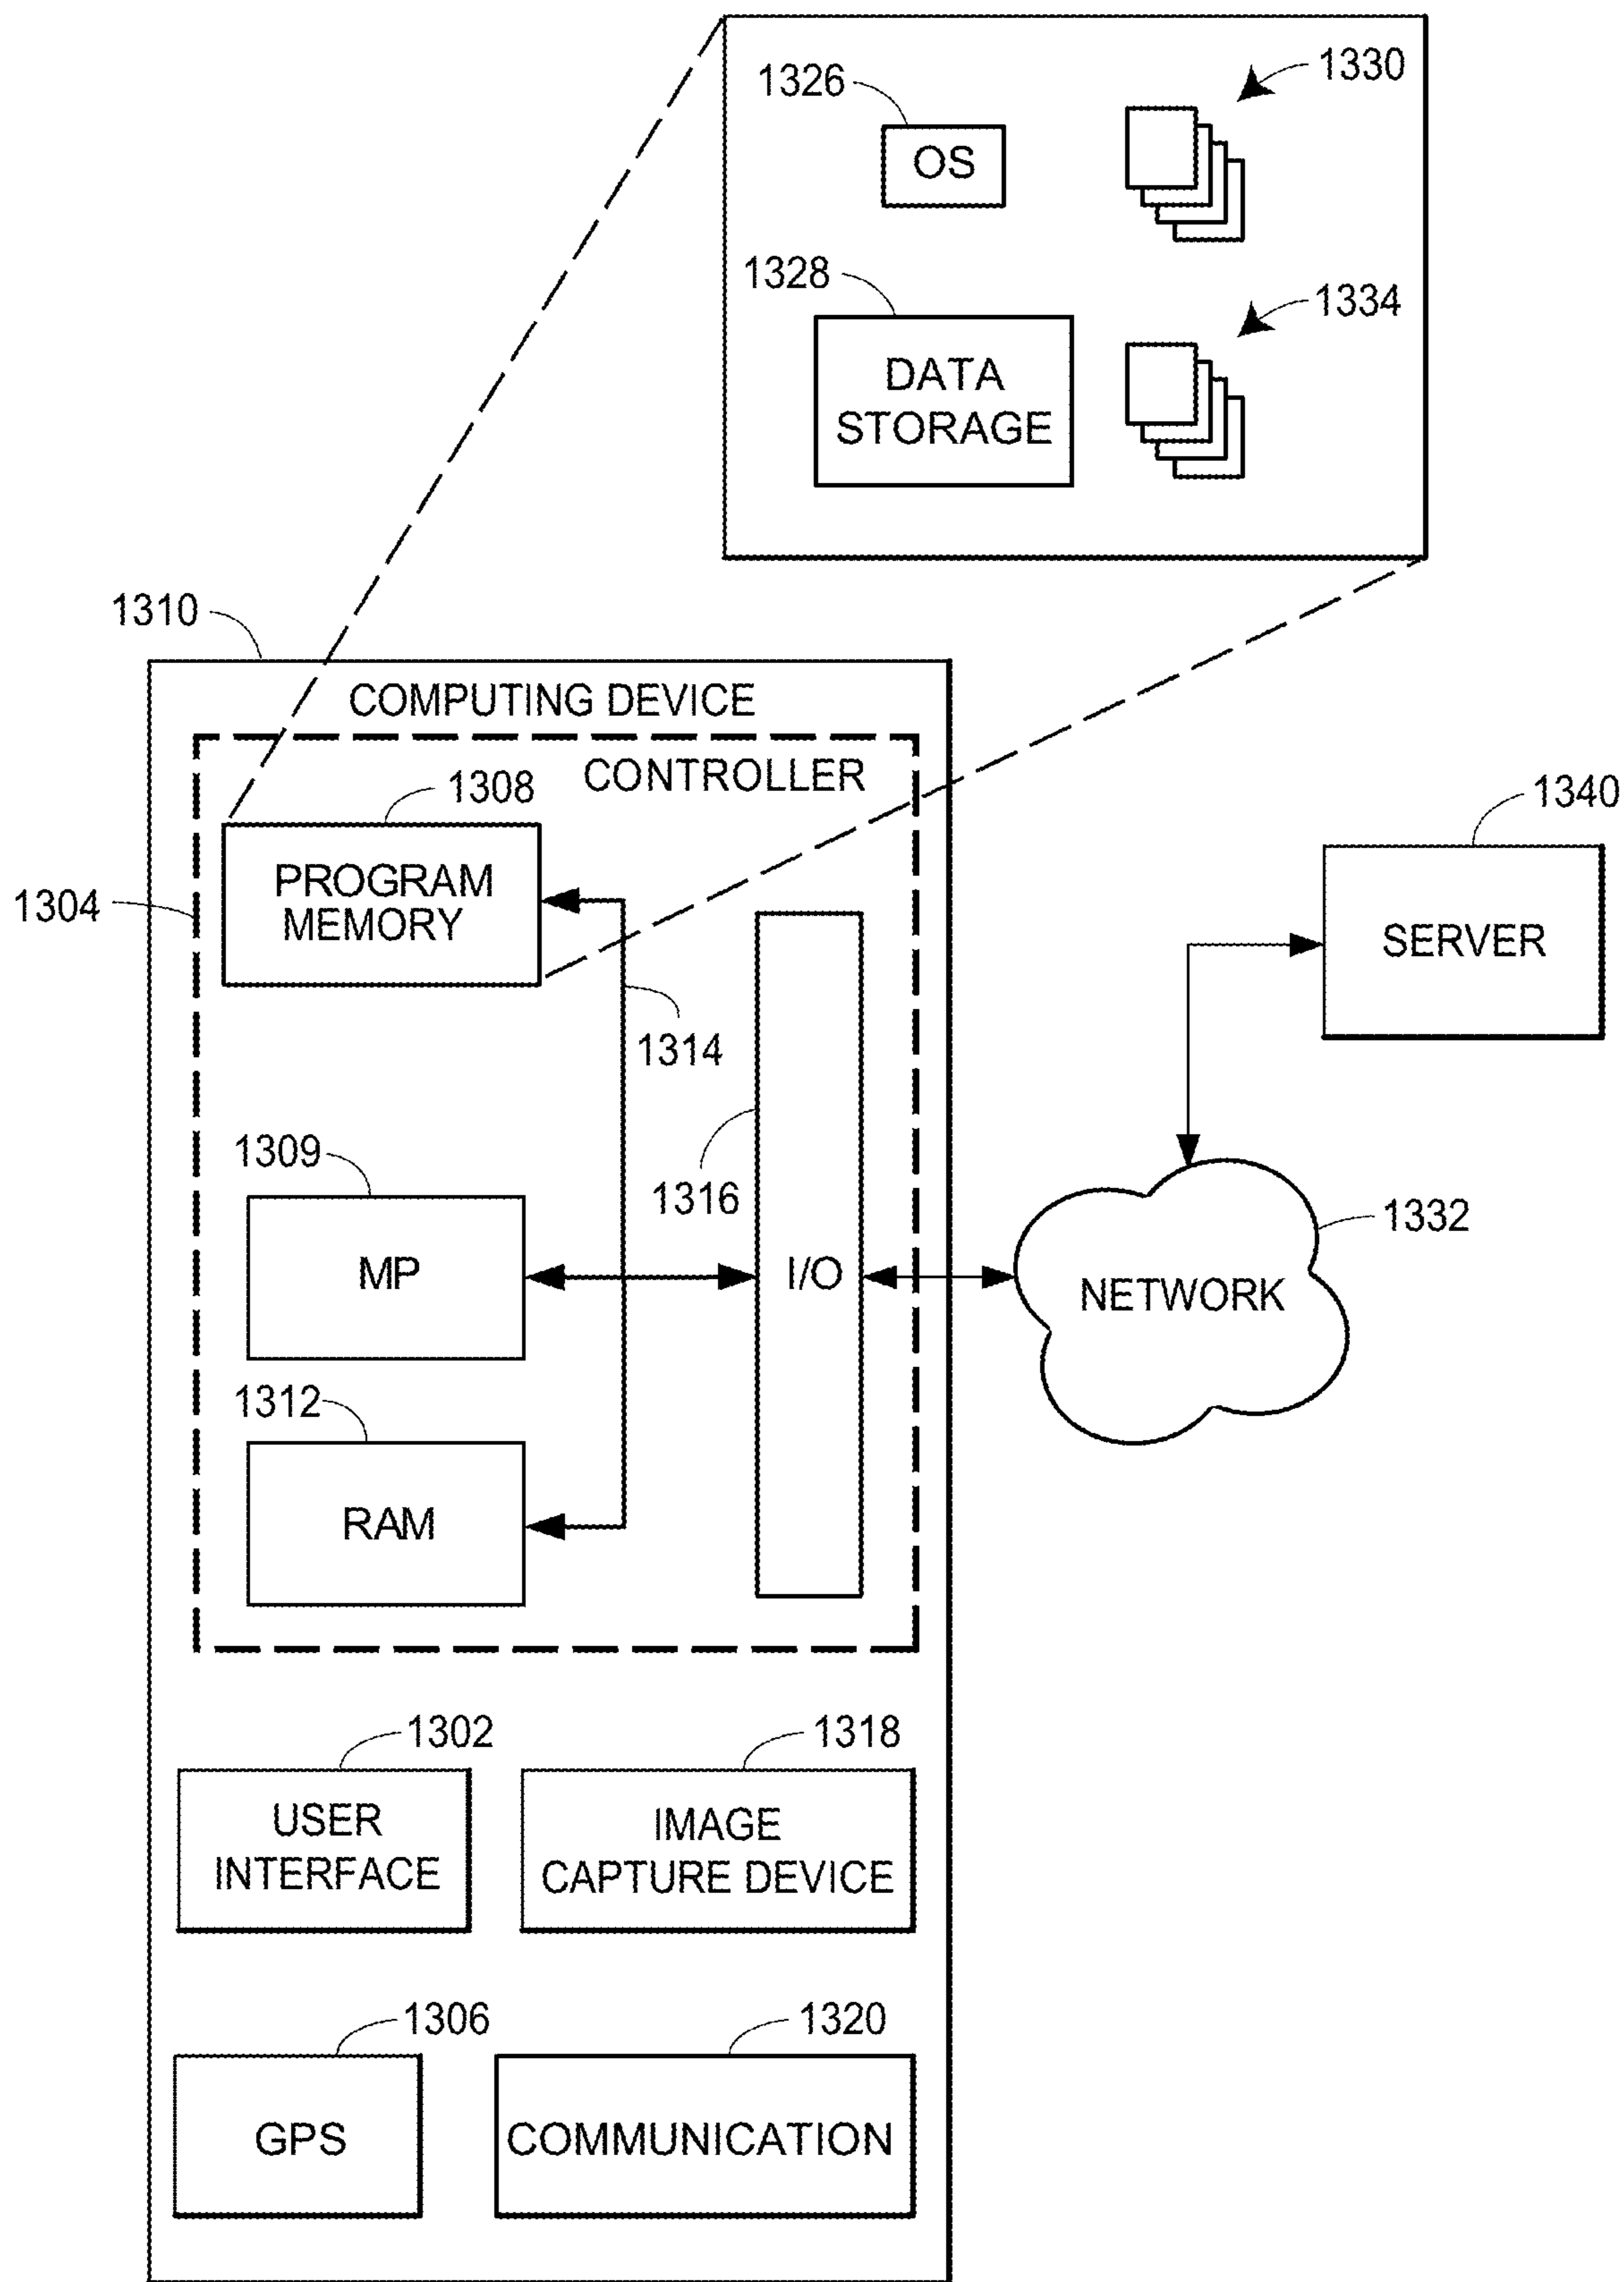 1330
1326
OS
1328
1334
DATA
STORAGE
1310
COMPUTING DEVICE
CONTROLLER
1308
1340
PROGRAM
MEMORY
1304
SERVER
1314
1309
1316
1332
MP
I/O
NETWORK
1312
RAM
1302
1318
USER
INTERFACE
IMAGE
CAPTURE DEVICE
1306
1320
GPS
COMMUNICATION